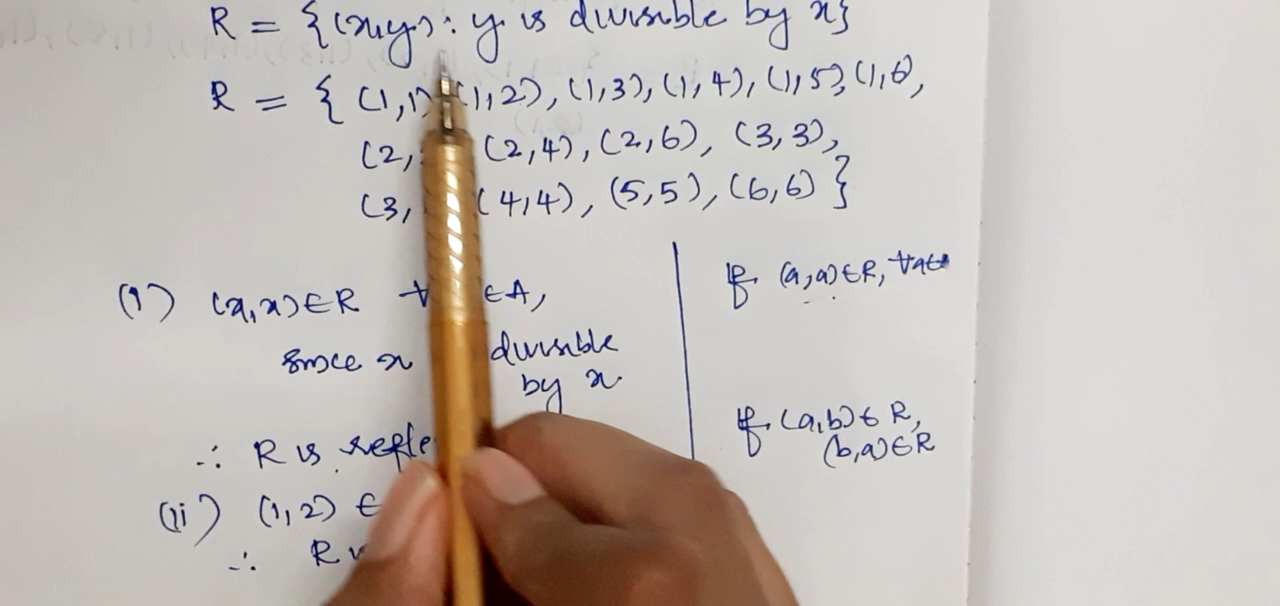 R = {(x,y) : y is divisible by x}
R = { (1,1) (1,2), (1,3), (1,4), (1,5), (1,6),
(2, (2,4), (2,6), (3,3),
(3, (4,4), (5,5), (6,6) }
(i) (x,x)∈R ∀ ∈A,
since x divisible
by x.
∴ R is refle
(ii) (1,2) ∈
∴ R
If (a,a)∈R, ∀a∈
If (a,b)∈R,
(b,a)∈R